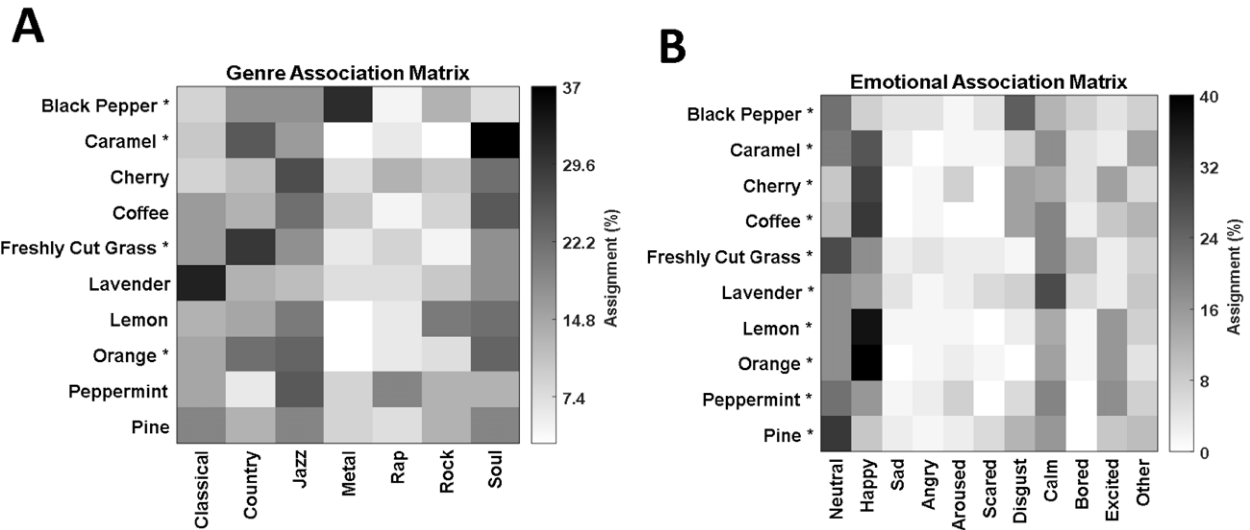 A
Genre Association Matrix
Black Pepper *
Caramel *
Cherry
Coffee
Freshly Cut Grass *
Lavender
Lemon
Orange *
Peppermint
Pine
Classical
Country
Jazz
Metal
Rap
Rock
Soul
37
29.6
22.2
14.8
7.4
Assignment (%)
B
Emotional Association Matrix
Black Pepper *
Caramel *
Cherry *
Coffee *
Freshly Cut Grass *
Lavender *
Lemon *
Orange *
Peppermint *
Pine *
Neutral
Happy
Sad
Angry
Aroused
Scared
Disgust
Calm
Bored
Excited
Other
40
32
24
16
8
0
Assignment (%)